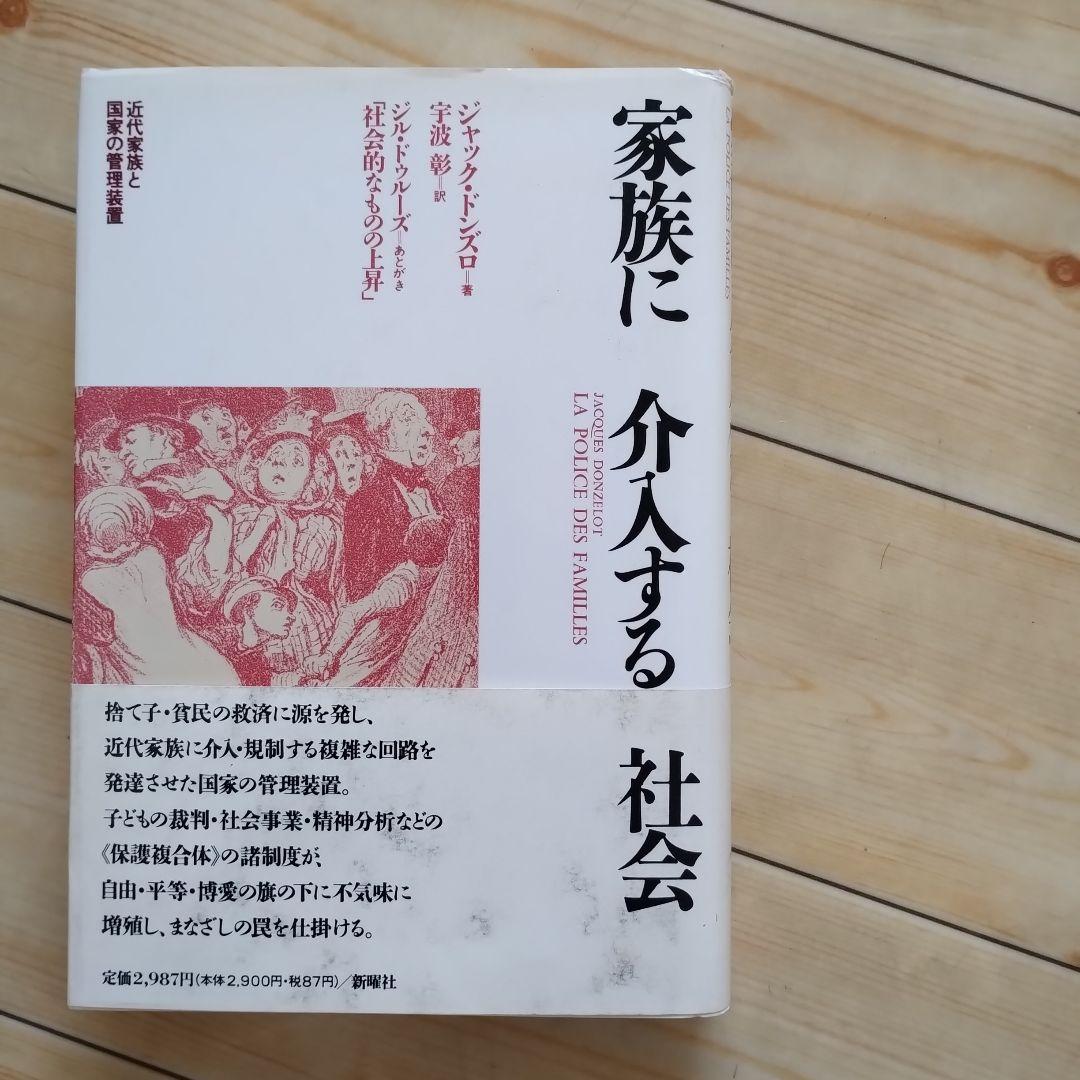 家族に 介入する 社会
JACQUES DONZELOT
LA POLICE DES FAMILLES
ジャック・ドンズロ=著
宇波 彰=訳
ジル・ドゥルーズ=あとがき
「社会的なものの上昇」
近代家族と
国家の管理装置
捨て子・貧民の救済に源を発し、
近代家族に介入・規制する複雑な回路を
発達させた国家の管理装置。
子どもの裁判・社会事業・精神分析などの
《保護複合体》の諸制度が、
自由・平等・博愛の旗の下に不気味に
増殖し、まなざしの罠を仕掛ける。
定価2,987円(本体2,900円・税87円)/新曜社
LA POLICE DES FAMILLES